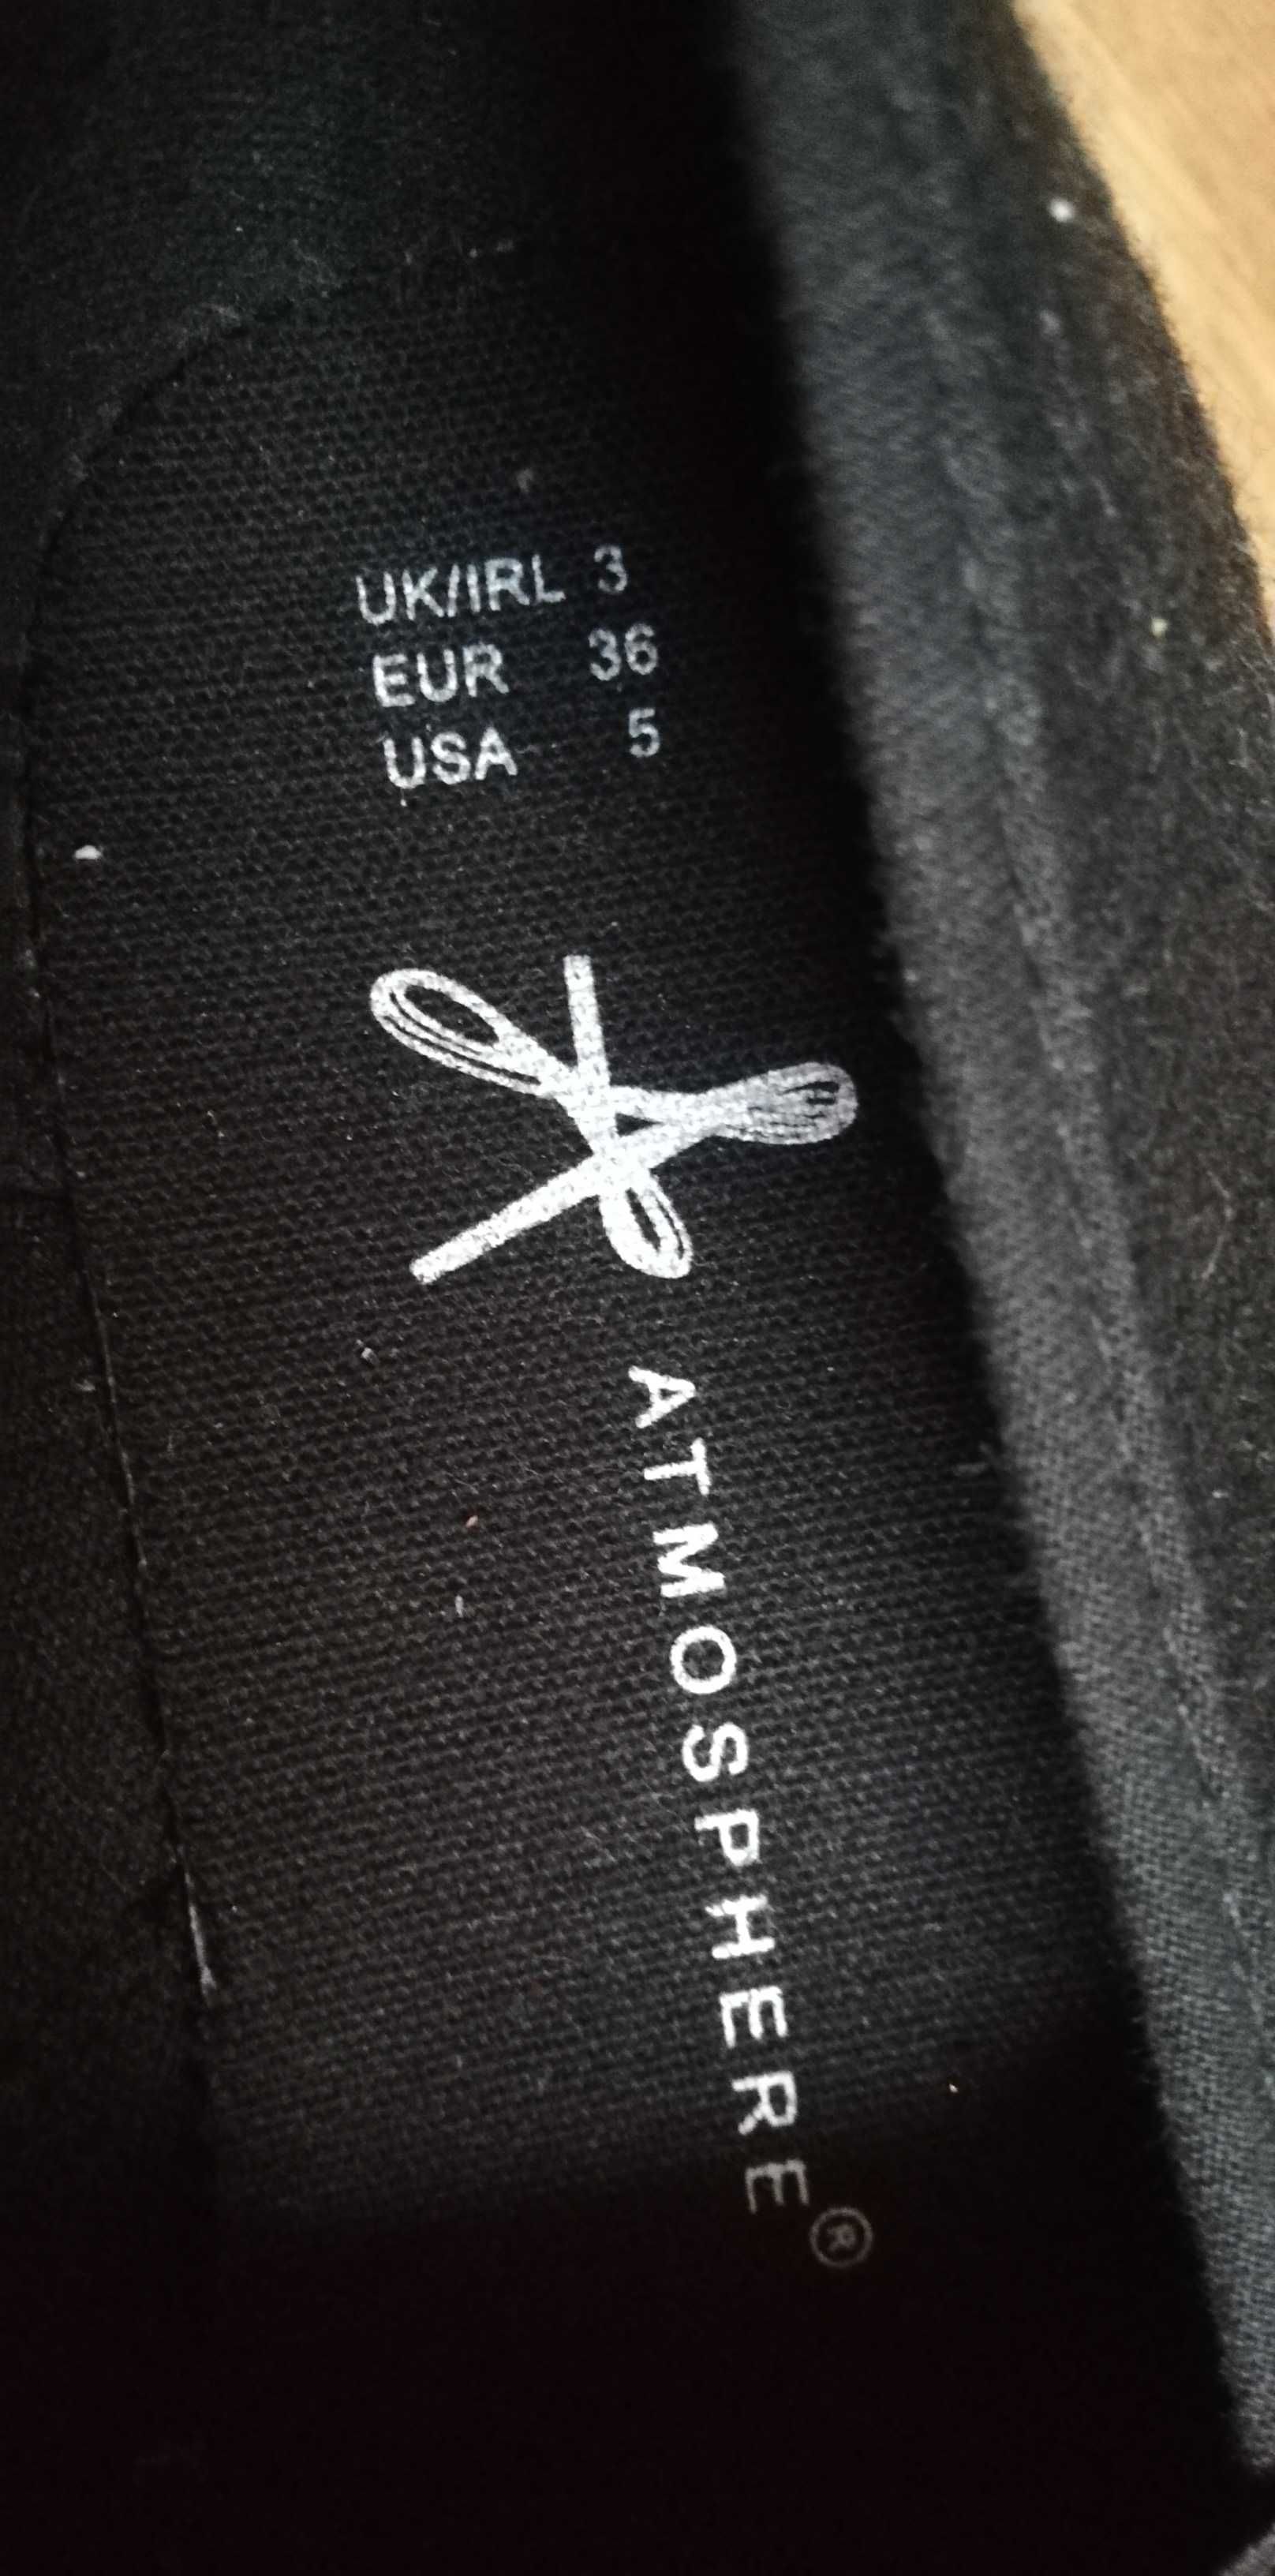 UK/IRL 3
EUR 36
USA 5
ATMOSPHERE®